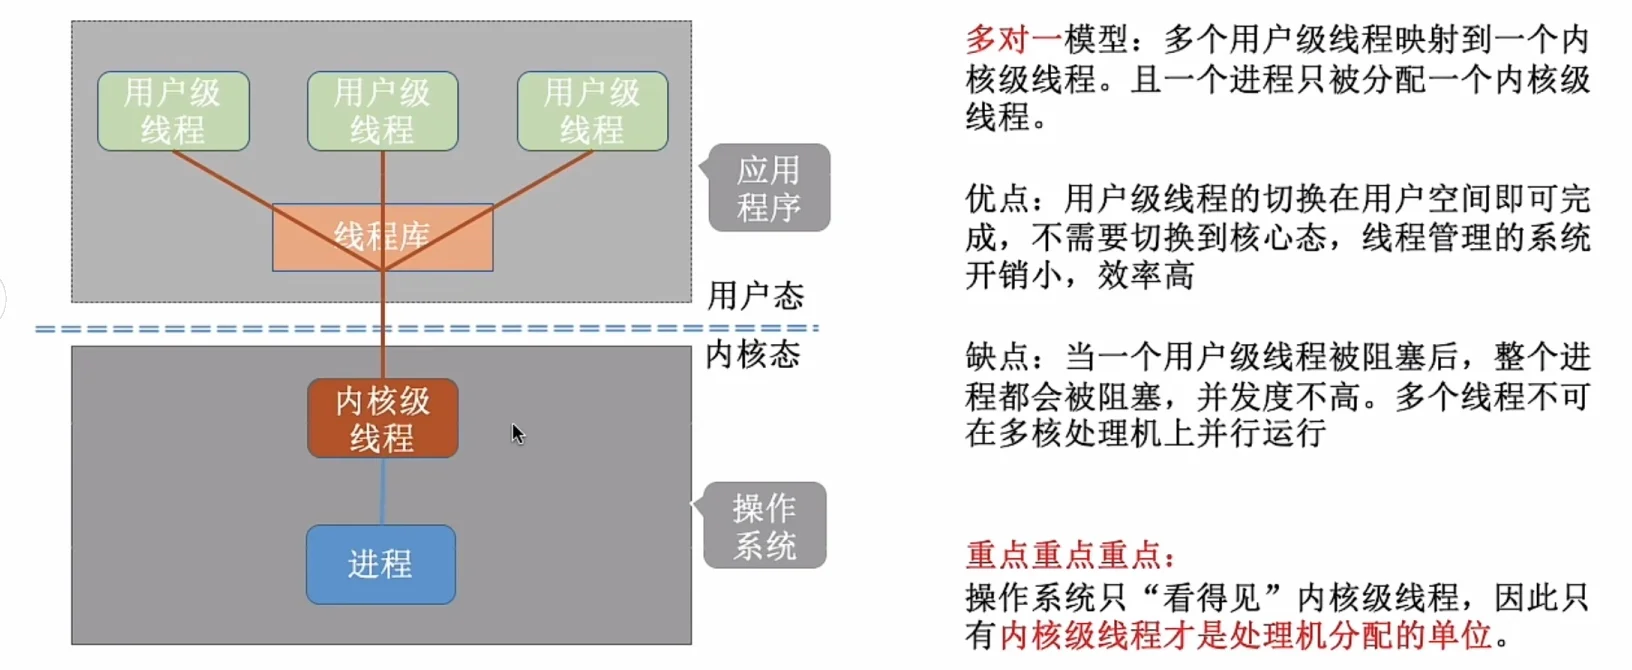 用户级
线程
用户级
线程
用户级
线程
线程库
应用
程序
用户态
内核态
内核级
线程
进程
操作
系统
多对一模型：多个用户级线程映射到一个内
核级线程。且一个进程只被分配一个内核级
线程。
优点：用户级线程的切换在用户空间即可完
成，不需要切换到核心态，线程管理的系统
开销小，效率高
缺点：当一个用户级线程被阻塞后，整个进
程都会被阻塞，并发度不高。多个线程不可
在多核处理机上并行运行
重点重点重点：
操作系统只“看得见”内核级线程，因此只
有内核级线程才是处理机分配的单位。